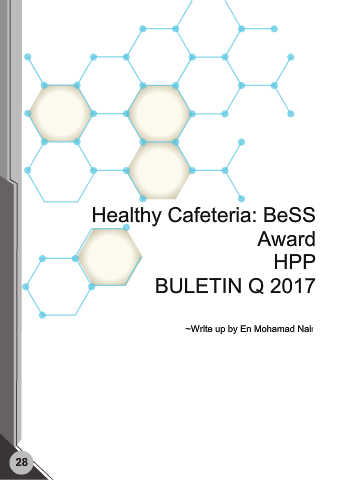 Healthy Cafeteria: BeSS
Award
HPP
BULETIN Q 2017
~Write up by En Mohamad
28